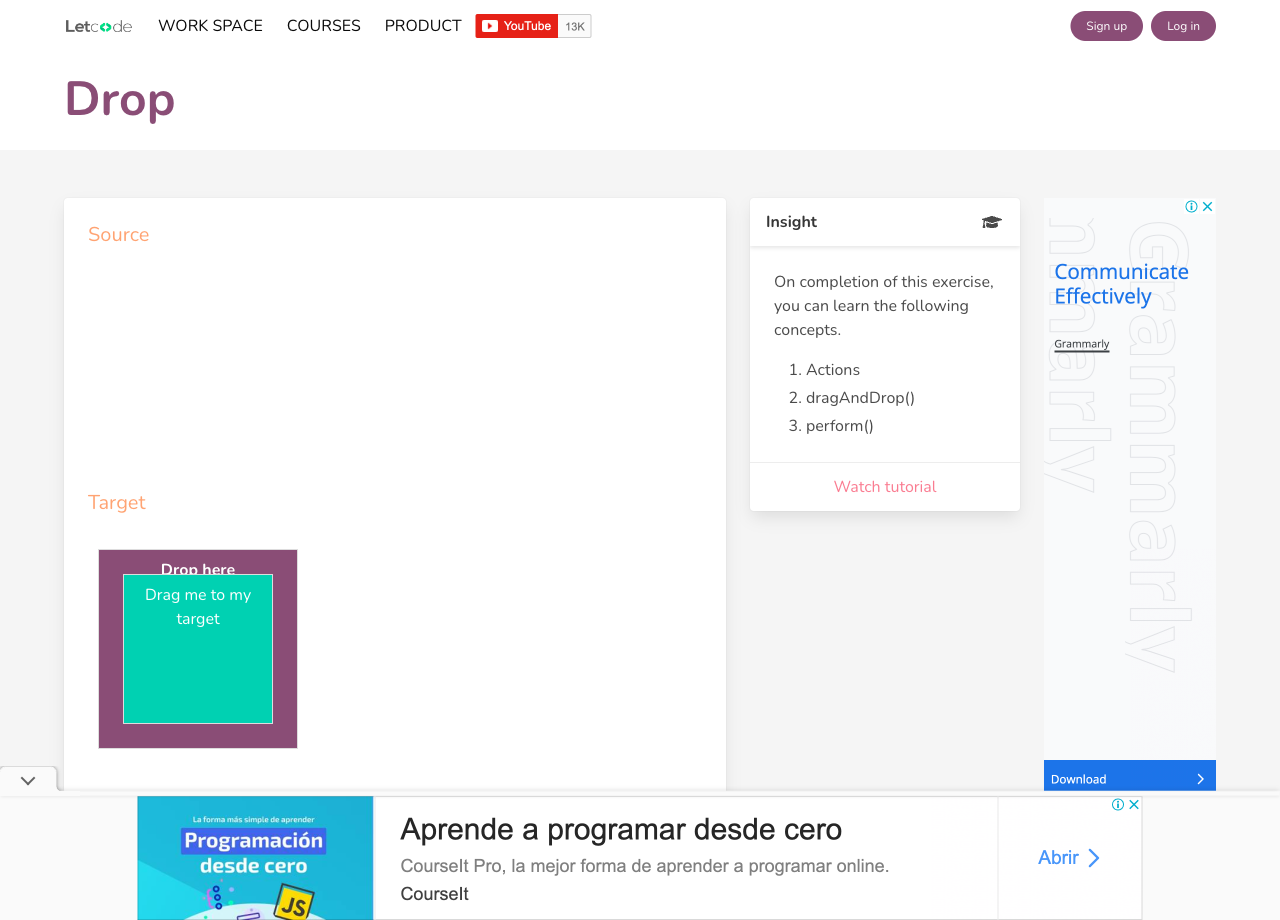 Letcode WORK SPACE COURSES PRODUCT YouTube 13K Sign up Log in
Drop
Source
Target
Drop here
Drag me to my
target
Insight
On completion of this exercise,
you can learn the following
concepts.
1. Actions
2. dragAndDrop()
3. perform()
Watch tutorial
Grammarly
Grammarly
Communicate
Effectively
Grammarly
Download
La forma más simple de aprender
Programación
desde cero
JS
Aprende a programar desde cero
CourseIt Pro, la mejor forma de aprender a programar online.
CourseIt
Abrir